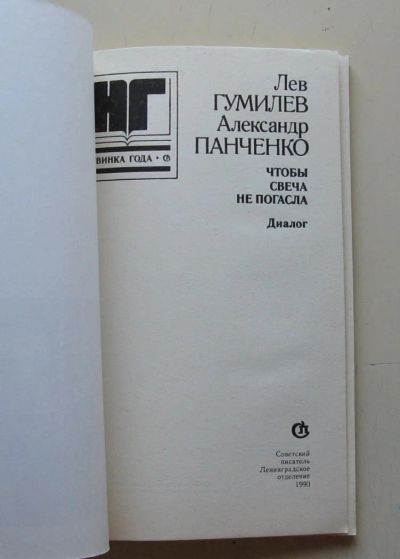 НГ
ВИНКА ГОДА •
Лев
ГУМИЛЕВ
Александр
ПАНЧЕНКО
ЧТОБЫ
СВЕЧА
НЕ ПОГАСЛА
Диалог
Советский
писатель
Ленинградское
отделение
1990